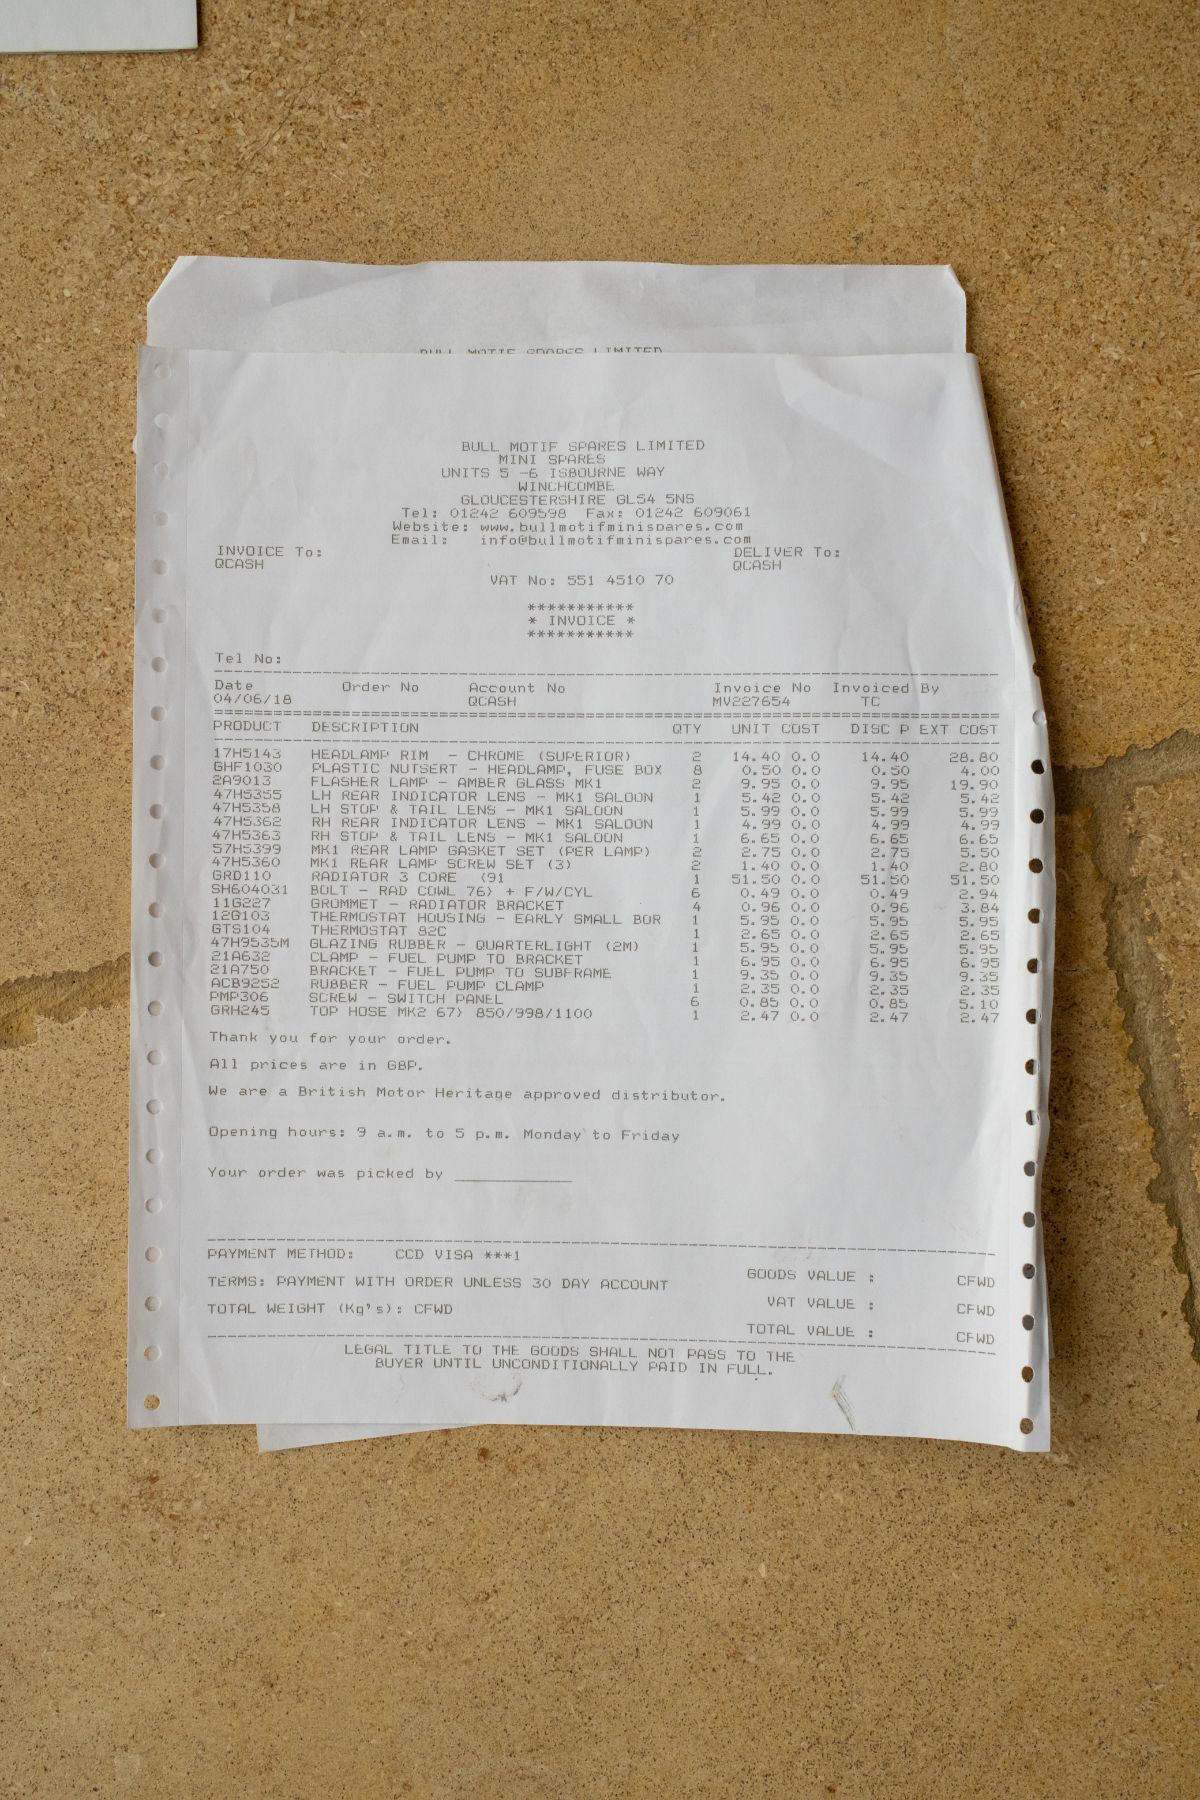 BULL MOTIF SPARES LIMITED
BULL MOTIF SPARES LIMITED
MINI SPARES
UNITS 5 -6 ISBOURNE WAY
WINCHCOMBE
GLOUCESTERSHIRE GL54 5NS
Tel: 01242 609598 Fax: 01242 609061
Website: www.bullmotifminispares.com
Email: info@bullmotifminispares.com
INVOICE To: DELIVER To:
QCASH QCASH
VAT No: 551 4510 70
***********
* INVOICE *
***********
Tel No:
Date Order No Account No Invoice No Invoiced By
04/06/18 QCASH MV227654 TC
PRODUCT DESCRIPTION QTY UNIT COST DISC P EXT COST
17H5143 HEADLAMP RIM - CHROME (SUPERIOR) 2 14.40 0.0 14.40 28.80
GHF1030 PLASTIC NUTSERT - HEADLAMP, FUSE BOX 8 0.50 0.0 0.50 4.00
2A9013 FLASHER LAMP - AMBER GLASS MK1 2 9.95 0.0 9.95 19.90
47H5355 LH REAR INDICATOR LENS - MK1 SALOON 1 5.42 0.0 5.42 5.42
47H5358 LH STOP & TAIL LENS - MK1 SALOON 1 5.99 0.0 5.99 5.99
47H5362 RH REAR INDICATOR LENS - MK1 SALOON 1 4.99 0.0 4.99 4.99
47H5363 RH STOP & TAIL LENS - MK1 SALOON 1 6.65 0.0 6.65 6.65
57H5399 MK1 REAR LAMP GASKET SET (PER LAMP) 2 2.75 0.0 2.75 5.50
47H5360 MK1 REAR LAMP SCREW SET (3) 2 1.40 0.0 1.40 2.80
GRD110 RADIATOR 3 CORE (91 1 51.50 0.0 51.50 51.50
SH604031 BOLT - RAD COWL 76) + F/W/CYL 6 0.49 0.0 0.49 2.94
11G227 GROMMET - RADIATOR BRACKET 4 0.96 0.0 0.96 3.84
12G103 THERMOSTAT HOUSING - EARLY SMALL BOR 1 5.95 0.0 5.95 5.95
GTS104 THERMOSTAT 82C 1 2.65 0.0 2.65 2.65
47H9535M GLAZING RUBBER - QUARTERLIGHT (2M) 1 5.95 0.0 5.95 5.95
21A632 CLAMP - FUEL PUMP TO BRACKET 1 6.95 0.0 6.95 6.95
21A750 BRACKET - FUEL PUMP TO SUBFRAME 1 9.35 0.0 9.35 9.35
ACB9252 RUBBER - FUEL PUMP CLAMP 1 2.35 0.0 2.35 2.35
PMP306 SCREW - SWITCH PANEL 6 0.85 0.0 0.85 5.10
GRH245 TOP HOSE MK2 67) 850/998/1100 1 2.47 0.0 2.47 2.47
Thank you for your order.
All prices are in GBP.
We are a British Motor Heritage approved distributor.
Opening hours: 9 a.m. to 5 p.m. Monday to Friday
Your order was picked by ____________
PAYMENT METHOD: CCD VISA ***1
GOODS VALUE : CFWD
TERMS: PAYMENT WITH ORDER UNLESS 30 DAY ACCOUNT
VAT VALUE : CFWD
TOTAL WEIGHT (Kg's): CFWD
TOTAL VALUE : CFWD
LEGAL TITLE TO THE GOODS SHALL NOT PASS TO THE
BUYER UNTIL UNCONDITIONALLY PAID IN FULL.